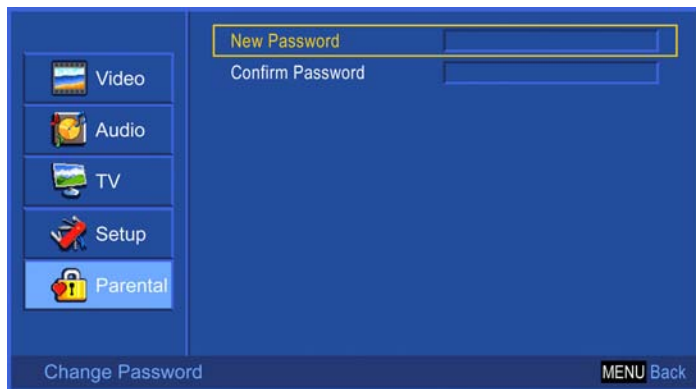 Video
Audio
TV
Setup
Parental
New Password
Confirm Password
Change Password
MENU Back